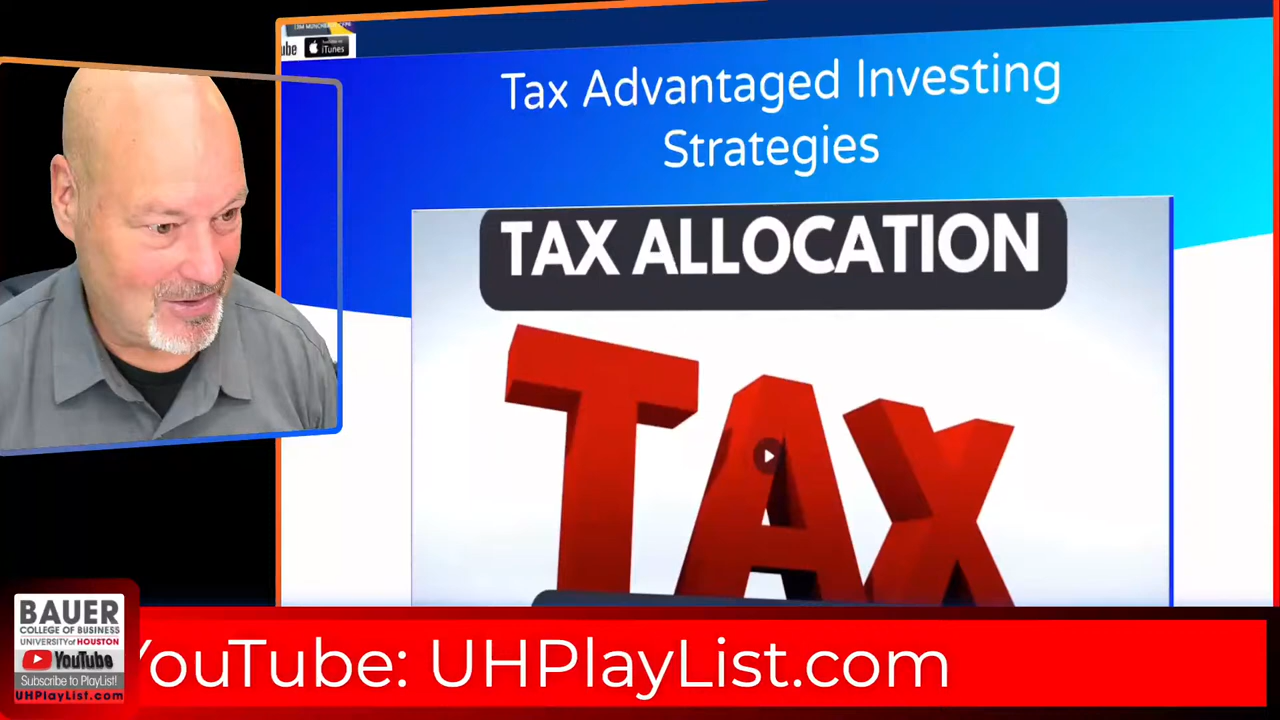 ube
iTunes
Tax Advantaged Investing
Strategies
TAX ALLOCATION
TAX
BAUER
COLLEGE OF BUSINESS
UNIVERSITY of HOUSTON
YouTube
Subscribe to PlayList!
UHPlayList.com
YouTube: UHPlayList.com